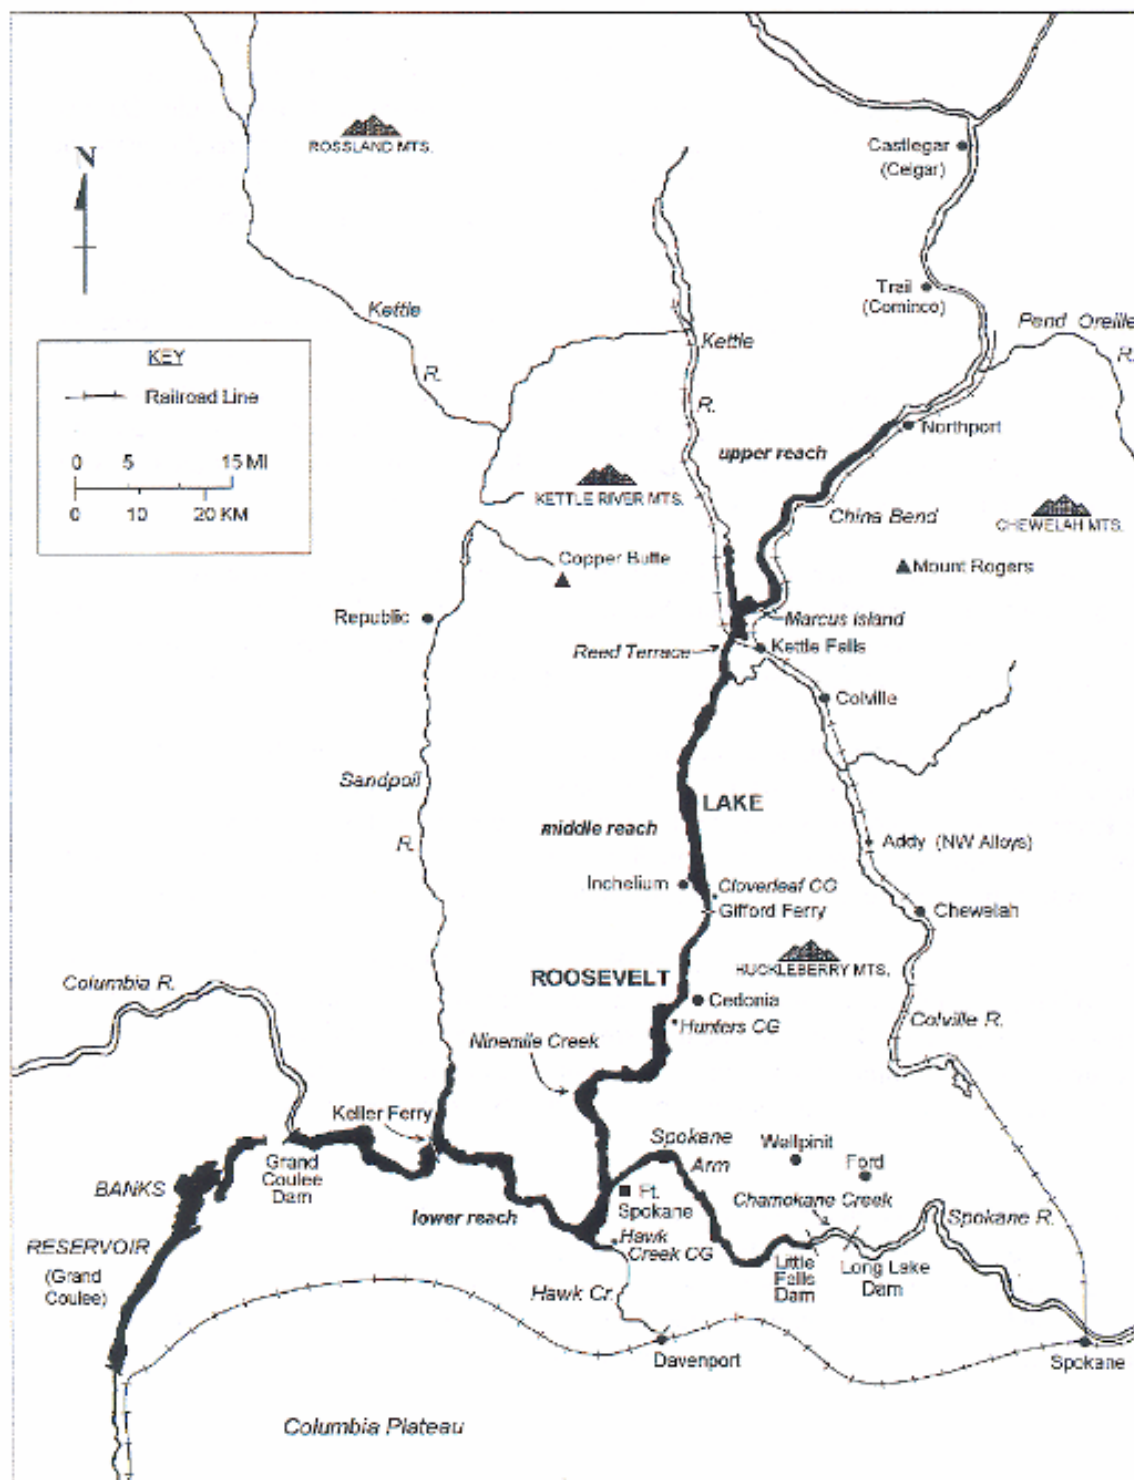 Castlegar
(Celgar)
ROSSLAND MTS.
N
Trail
(Cominco)
Kettle
R.
Pend Oreille
R.
Kettle
R.
KEY
Railroad Line
0 5 15 MI
0 10 20 KM
Northport
upper reach
KETTLE RIVER MTS.
China Bend
CHEWELAH MTS.
Copper Butte
Mount Rogers
Republic
Marcus Island
Reed Terrace
Kettle Falls
Colville
Sandpoil
R.
LAKE
middle reach
Addy (NW Alloys)
Inchelium
Cloverleaf CG
Gifford Ferry
Chewelah
HUCKLEBERRY MTS.
ROOSEVELT
Columbia R.
Cedonia
Hunters CG
Colville R.
Ninemile Creek
Keller Ferry
Spokane
Arm
Wellpinit
Ford
Grand
Coulee
Dam
BANKS
Ft.
Spokane
Chamokane Creek
Spokane R.
lower reach
RESERVOIR
(Grand
Coulee)
Hawk
Creek CG
Little
Falls
Dam
Long Lake
Dam
Hawk Cr.
Davenport
Spokane
Columbia Plateau